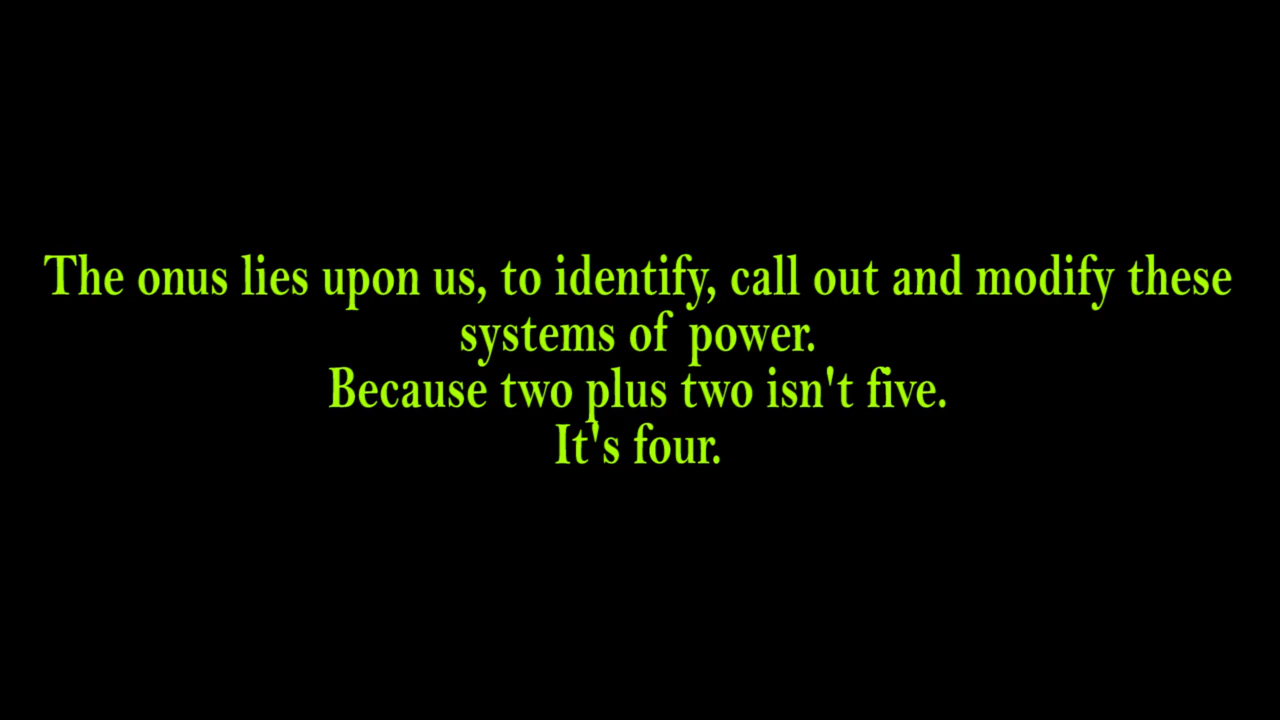 The onus lies upon us, to identify, call out and modify these
systems of power.
Because two plus two isn't five.
It's four.